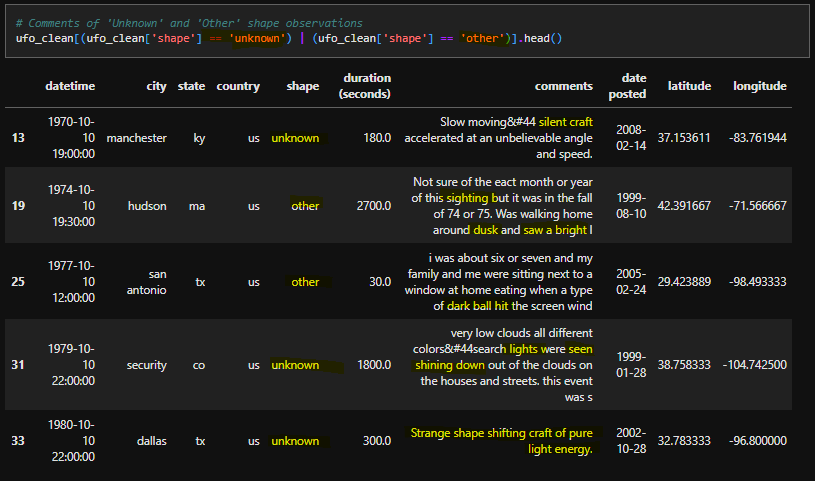 # Comments of 'Unknown' and 'Other' shape observations
ufo_clean[(ufo_clean['shape'] == 'unknown') | (ufo_clean['shape'] == 'other')].head()
datetime city state country shape duration (seconds) comments date posted latitude longitude
13 1970-10-10 19:00:00 manchester ky us unknown 180.0 Slow moving&#44 silent craft accelerated at an unbelievable angle and speed. 2008-02-14 37.153611 -83.761944
19 1974-10-10 19:30:00 hudson ma us other 2700.0 Not sure of the eact month or year of this sighting but it was in the fall of 74 or 75. Was walking home around dusk and saw a bright l 1999-08-10 42.391667 -71.566667
25 1977-10-10 12:00:00 san antonio tx us other 30.0 i was about six or seven and my family and me were sitting next to a window at home eating when a type of dark ball hit the screen wind 2005-02-24 29.423889 -98.493333
31 1979-10-10 22:00:00 security co us unknown 1800.0 very low clouds all different colors&#44search lights were seen shining down out of the clouds on the houses and streets. this event was s 1999-01-28 38.758333 -104.742500
33 1980-10-10 22:00:00 dallas tx us unknown 300.0 Strange shape shifting craft of pure light energy. 2002-10-28 32.783333 -96.800000